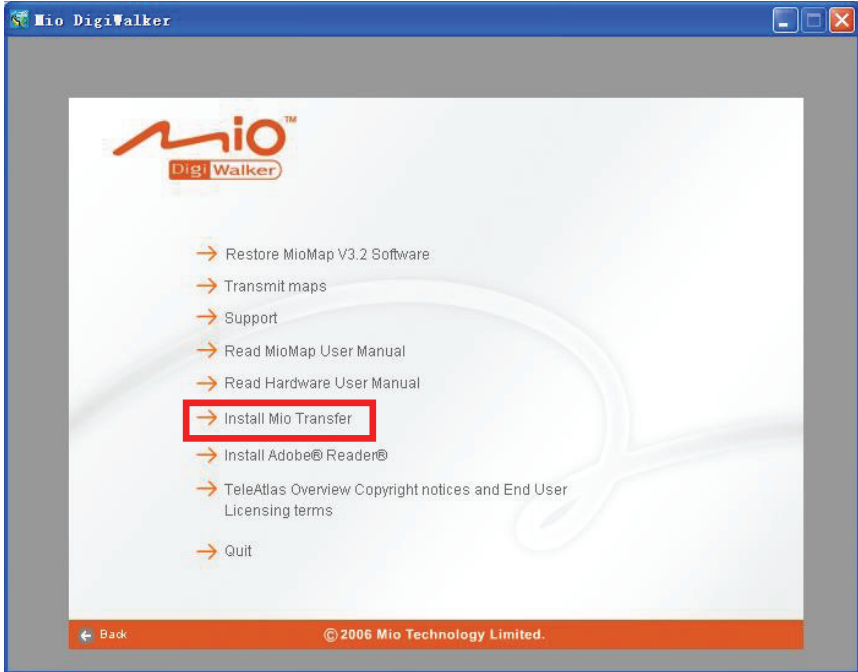 Mio DigiWalker
Mio™
DigiWalker
Restore MioMap V3.2 Software
Transmit maps
Support
Read MioMap User Manual
Read Hardware User Manual
Install Mio Transfer
Install Adobe® Reader®
TeleAtlas Overview Copyright notices and End User
Licensing terms
Quit
Back
©2006 Mio Technology Limited.